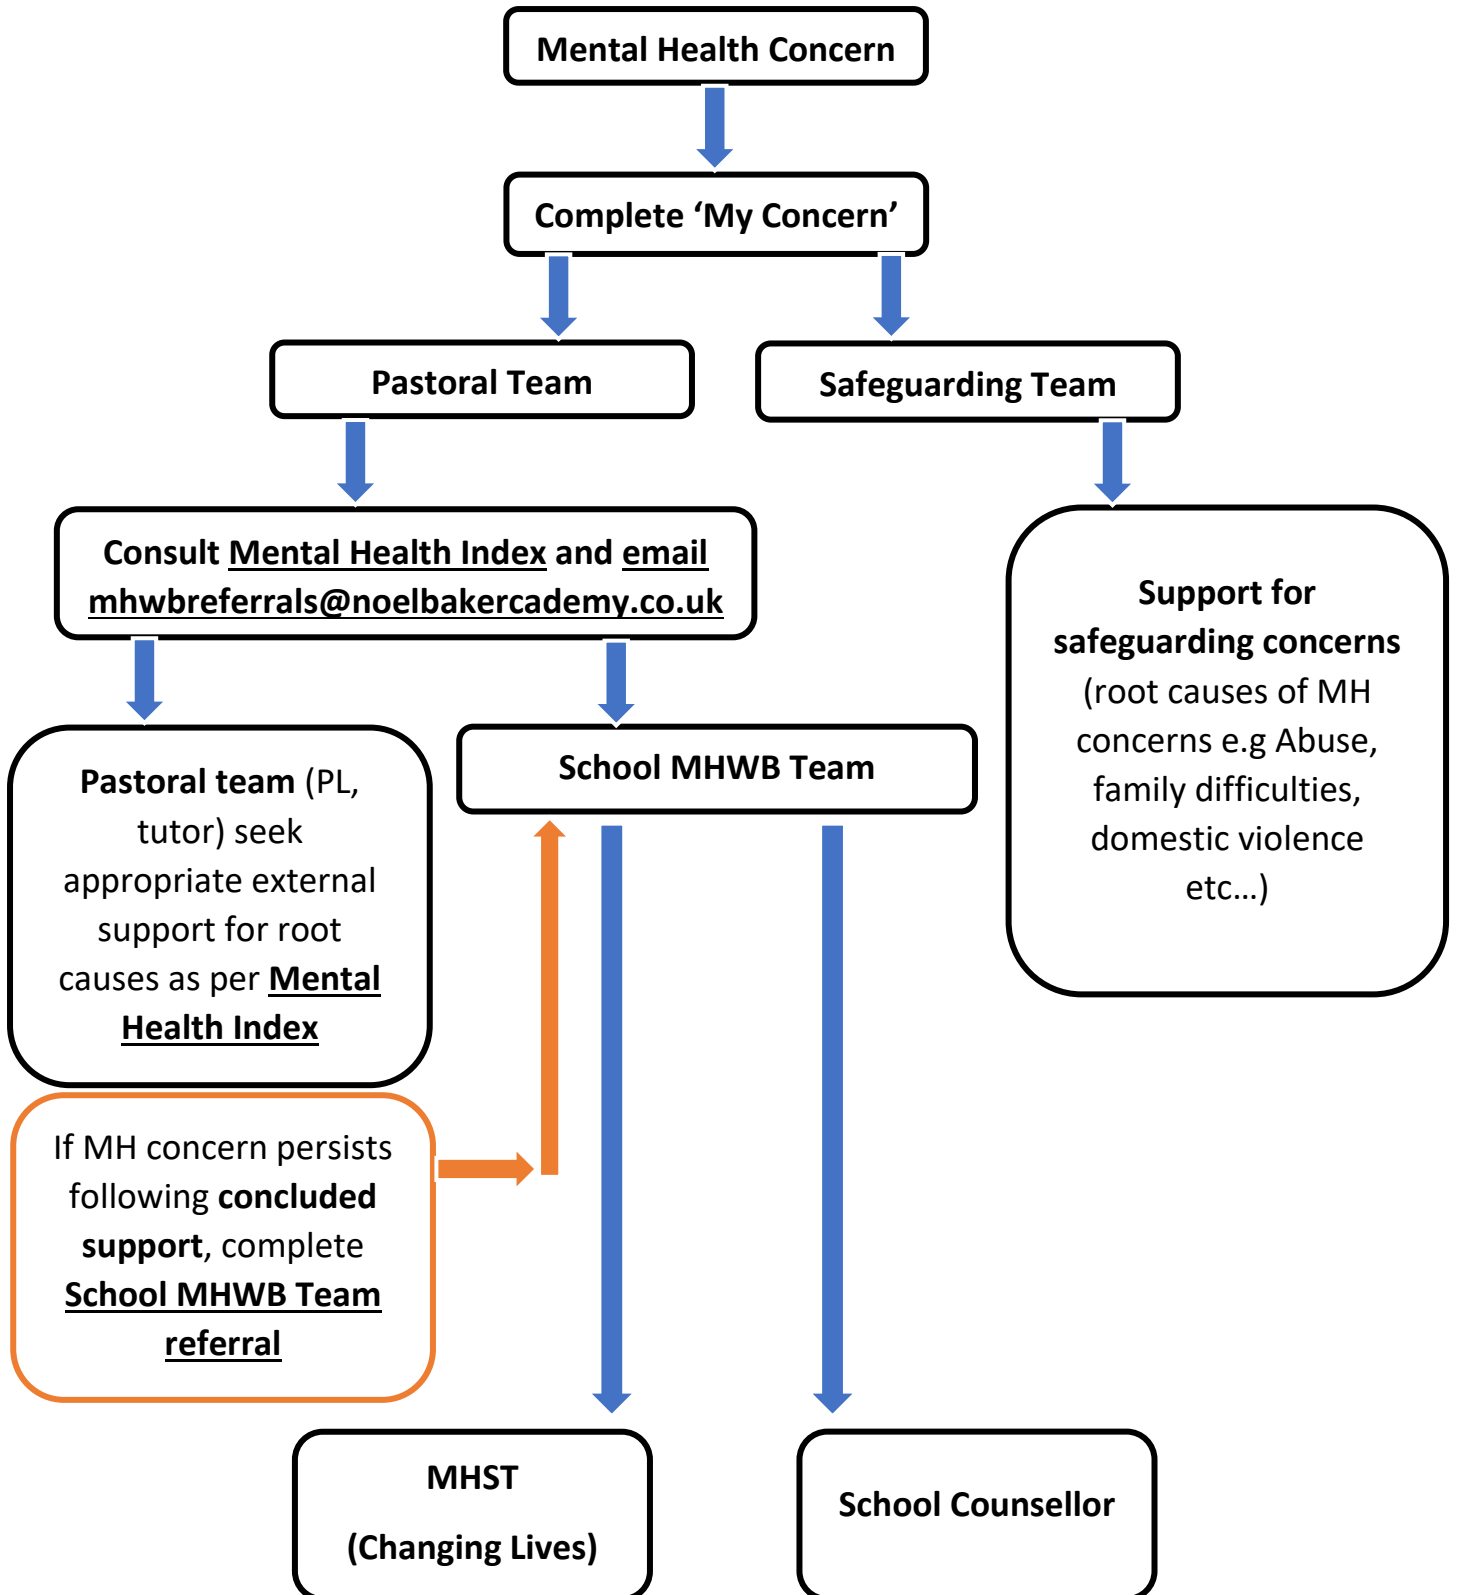 Mental Health Concern
Complete ‘My Concern’
Pastoral Team
Safeguarding Team
Consult Mental Health Index and email
mhwbreferrals@noelbakercademy.co.uk
Support for
safeguarding concerns
(root causes of MH
concerns e.g Abuse,
family difficulties,
domestic violence
etc…)
Pastoral team (PL,
tutor) seek
appropriate external
support for root
causes as per Mental
Health Index
School MHWB Team
If MH concern persists
following concluded
support, complete
School MHWB Team
referral
MHST
(Changing Lives)
School Counsellor